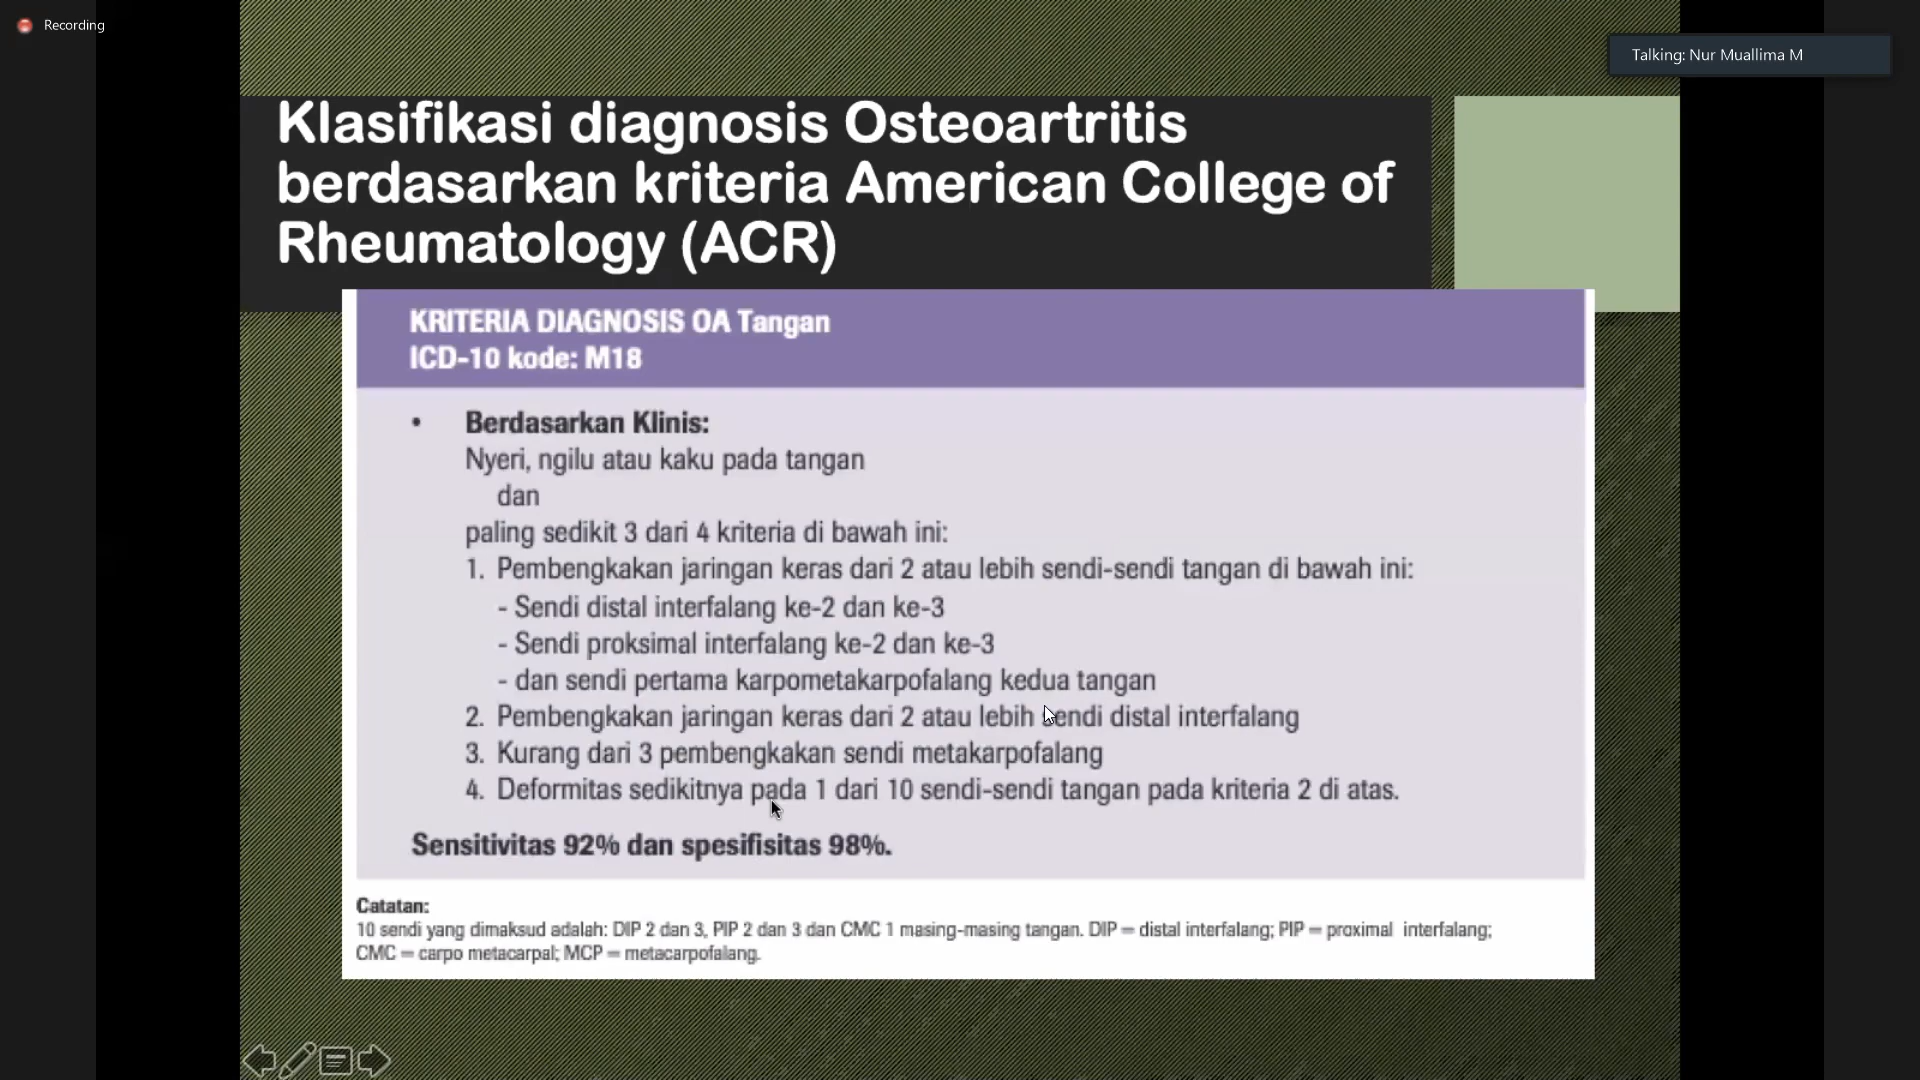 Recording
Talking: Nur Muallima M
Klasifikasi diagnosis Osteoartritis
berdasarkan kriteria American College of
Rheumatology (ACR)
KRITERIA DIAGNOSIS OA Tangan
ICD-10 kode: M18
• Berdasarkan Klinis:
Nyeri, ngilu atau kaku pada tangan
dan
paling sedikit 3 dari 4 kriteria di bawah ini:
1. Pembengkakan jaringan keras dari 2 atau lebih sendi-sendi tangan di bawah ini:
- Sendi distal interfalang ke-2 dan ke-3
- Sendi proksimal interfalang ke-2 dan ke-3
- dan sendi pertama karpometakarpofalang kedua tangan
2. Pembengkakan jaringan keras dari 2 atau lebih sendi distal interfalang
3. Kurang dari 3 pembengkakan sendi metakarpofalang
4. Deformitas sedikitnya pada 1 dari 10 sendi-sendi tangan pada kriteria 2 di atas.
Sensitivitas 92% dan spesifisitas 98%.
Catatan:
10 sendi yang dimaksud adalah: DIP 2 dan 3, PIP 2 dan 3 dan CMC 1 masing-masing tangan. DIP = distal interfalang; PIP = proximal interfalang;
CMC = carpo metacarpal; MCP = metacarpofalang.